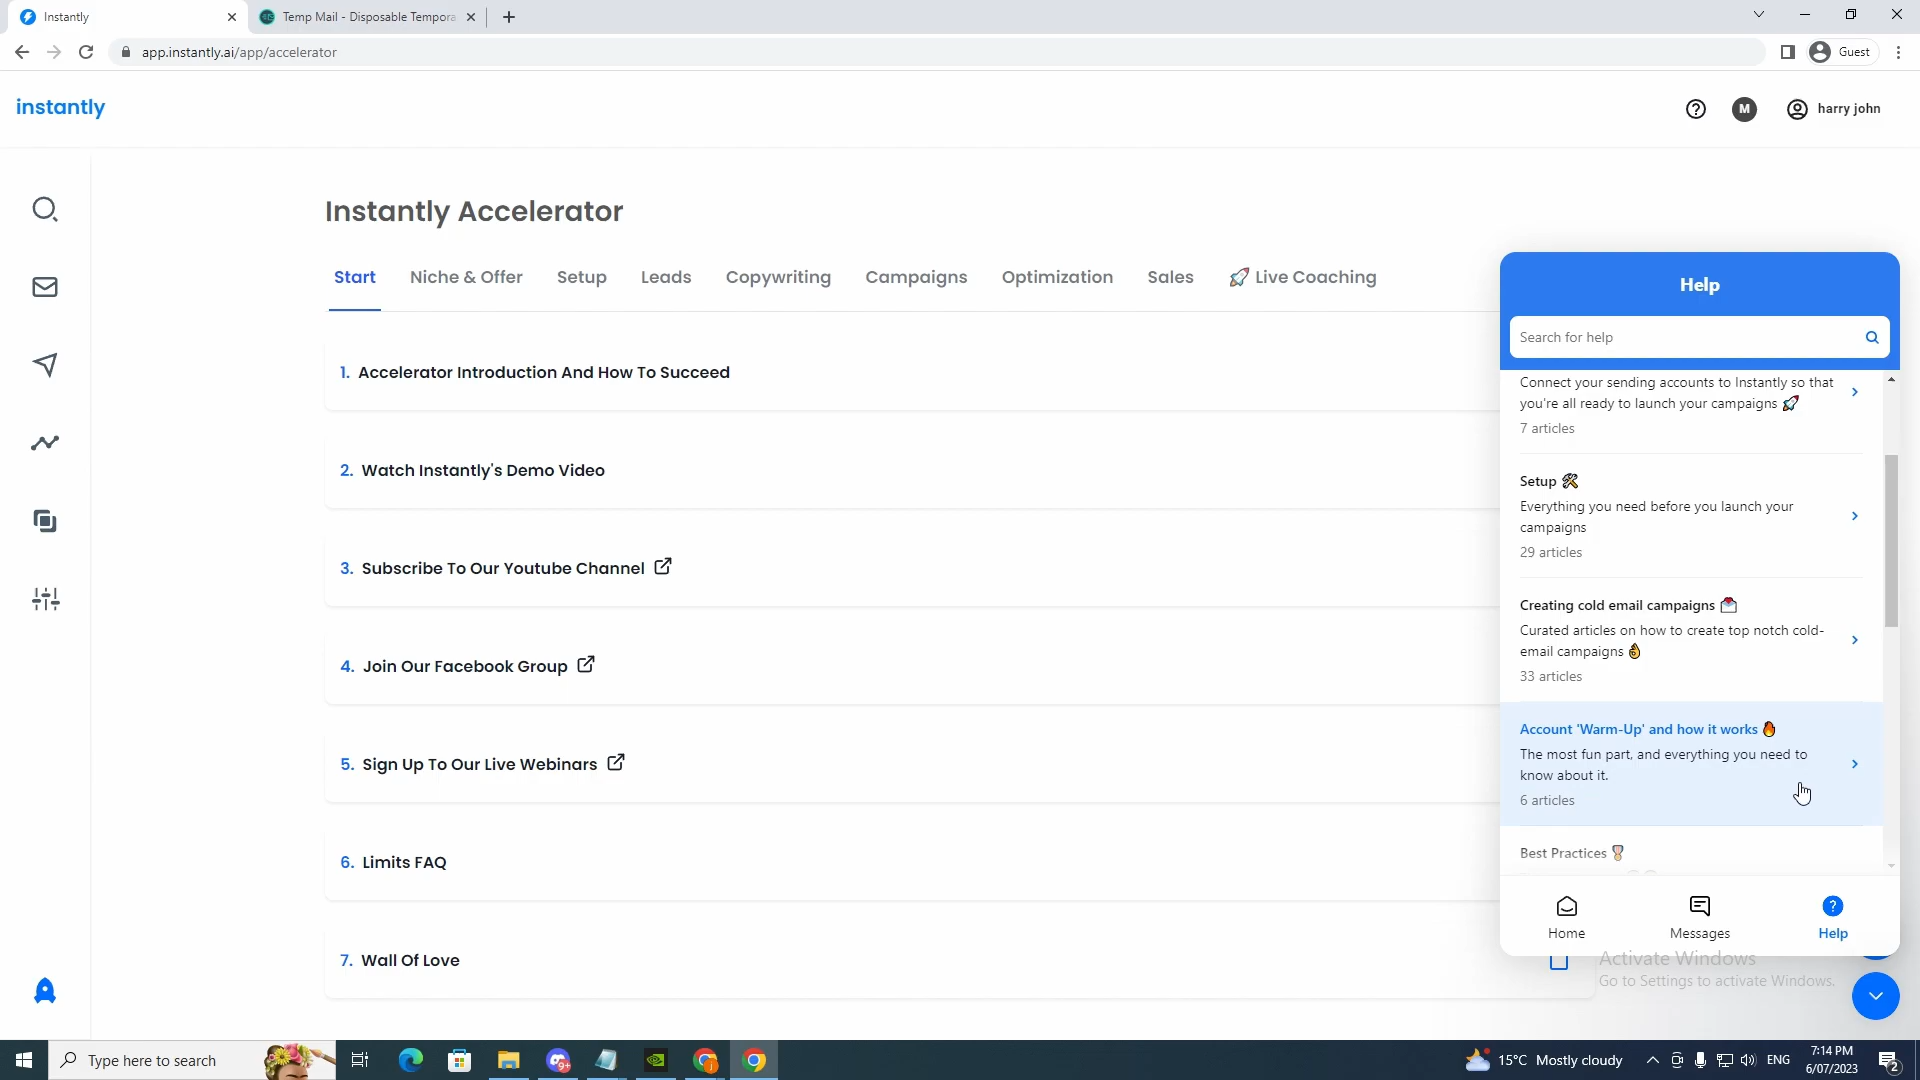 Instantly
Temp Mail - Disposable Tempora
app.instantly.ai/app/accelerator
Guest
instantly
M
harry john
Instantly Accelerator
Start
Niche & Offer
Setup
Leads
Copywriting
Campaigns
Optimization
Sales
🚀 Live Coaching
1. Accelerator Introduction And How To Succeed
2. Watch Instantly's Demo Video
3. Subscribe To Our Youtube Channel
4. Join Our Facebook Group
5. Sign Up To Our Live Webinars
6. Limits FAQ
7. Wall Of Love
Help
Search for help
Connect your sending accounts to Instantly so that
you're all ready to launch your campaigns 🚀
7 articles
Setup 🛠
Everything you need before you launch your
campaigns
29 articles
Creating cold email campaigns 💌
Curated articles on how to create top notch cold-
email campaigns 👌
33 articles
Account 'Warm-Up' and how it works 🔥
The most fun part, and everything you need to
know about it.
6 articles
Best Practices 🎖
Home
Messages
Help
Activate Windows
Go to Settings to activate Windows.
Type here to search
9+
15°C Mostly cloudy
ENG
7:14 PM
6/07/2023
2